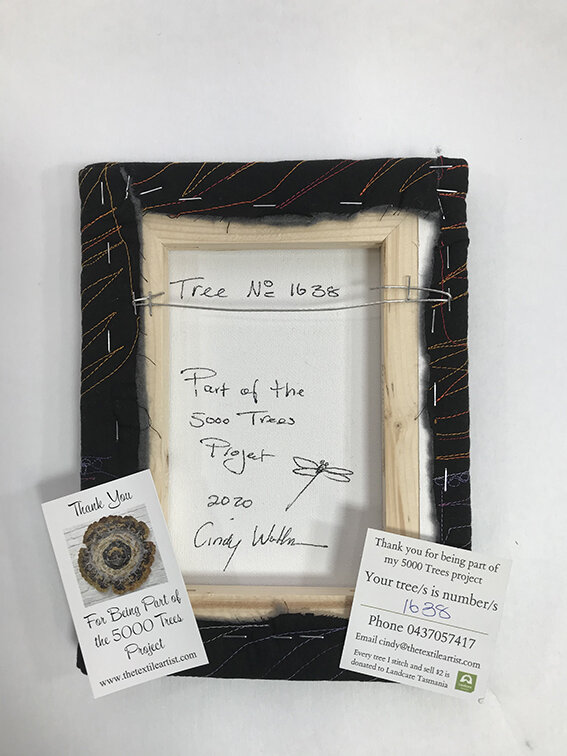 Tree No 1638
Part of the
5000 Trees
Project
2020
Cindy
Thank You
For Being Part of
the 5000 Trees
Project
www.thetextileartist.com
Thank you for being part of
my 5000 Trees project
Your tree/s is number/s
1638
Phone 0437057417
Email cindy@thetextileartist.com
Every tree I stitch and sell $2 is
donated to Landcare Tasmania